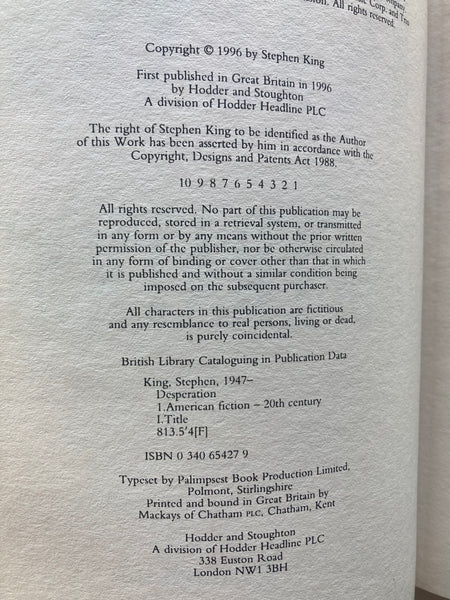 mpany
Corp. and Tros
sion. All rights reserved.
Copyright © 1996 by Stephen King
First published in Great Britain in 1996
by Hodder and Stoughton
A division of Hodder Headline PLC
The right of Stephen King to be identified as the Author
of this Work has been asserted by him in accordance with the
Copyright, Designs and Patents Act 1988.
10 9 8 7 6 5 4 3 2 1
All rights reserved. No part of this publication may be
reproduced, stored in a retrieval system, or transmitted
in any form or by any means without the prior written
permission of the publisher, nor be otherwise circulated
in any form of binding or cover other than that in which
it is published and without a similar condition being
imposed on the subsequent purchaser.
All characters in this publication are fictitious
and any resemblance to real persons, living or dead,
is purely coincidental.
British Library Cataloguing in Publication Data
King, Stephen, 1947–
Desperation
1.American fiction – 20th century
I.Title
813.5'4[F]
ISBN 0 340 65427 9
Typeset by Palimpsest Book Production Limited,
Polmont, Stirlingshire
Printed and bound in Great Britain by
Mackays of Chatham PLC, Chatham, Kent
Hodder and Stoughton
A division of Hodder Headline PLC
338 Euston Road
London NW1 3BH